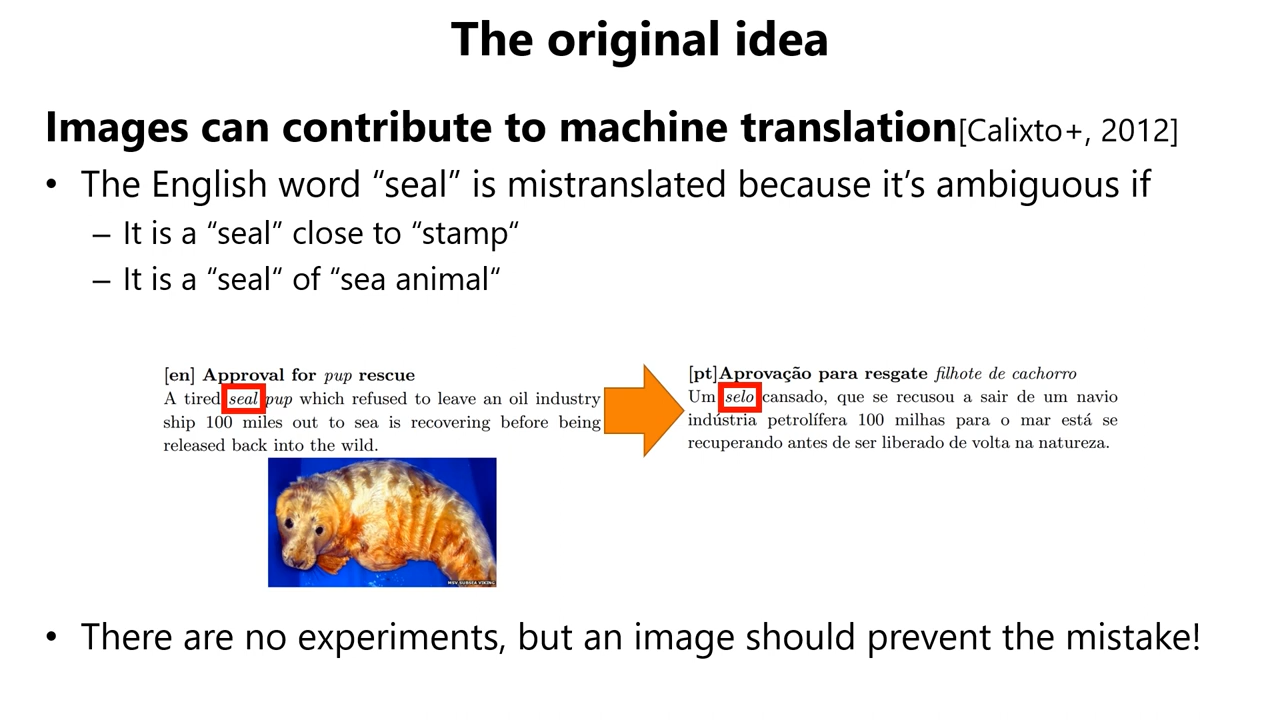 The original idea
Images can contribute to machine translation[Calixto+, 2012]
• The English word “seal” is mistranslated because it’s ambiguous if
– It is a “seal” close to “stamp“
– It is a “seal“ of “sea animal“
[en] Approval for pup rescue
A tired seal pup which refused to leave an oil industry
ship 100 miles out to sea is recovering before being
released back into the wild.
MSV SUBSEA VIKING
[pt]Aprovação para resgate filhote de cachorro
Um selo cansado, que se recusou a sair de um navio
indústria petrolífera 100 milhas para o mar está se
recuperando antes de ser liberado de volta na natureza.
• There are no experiments, but an image should prevent the mistake!